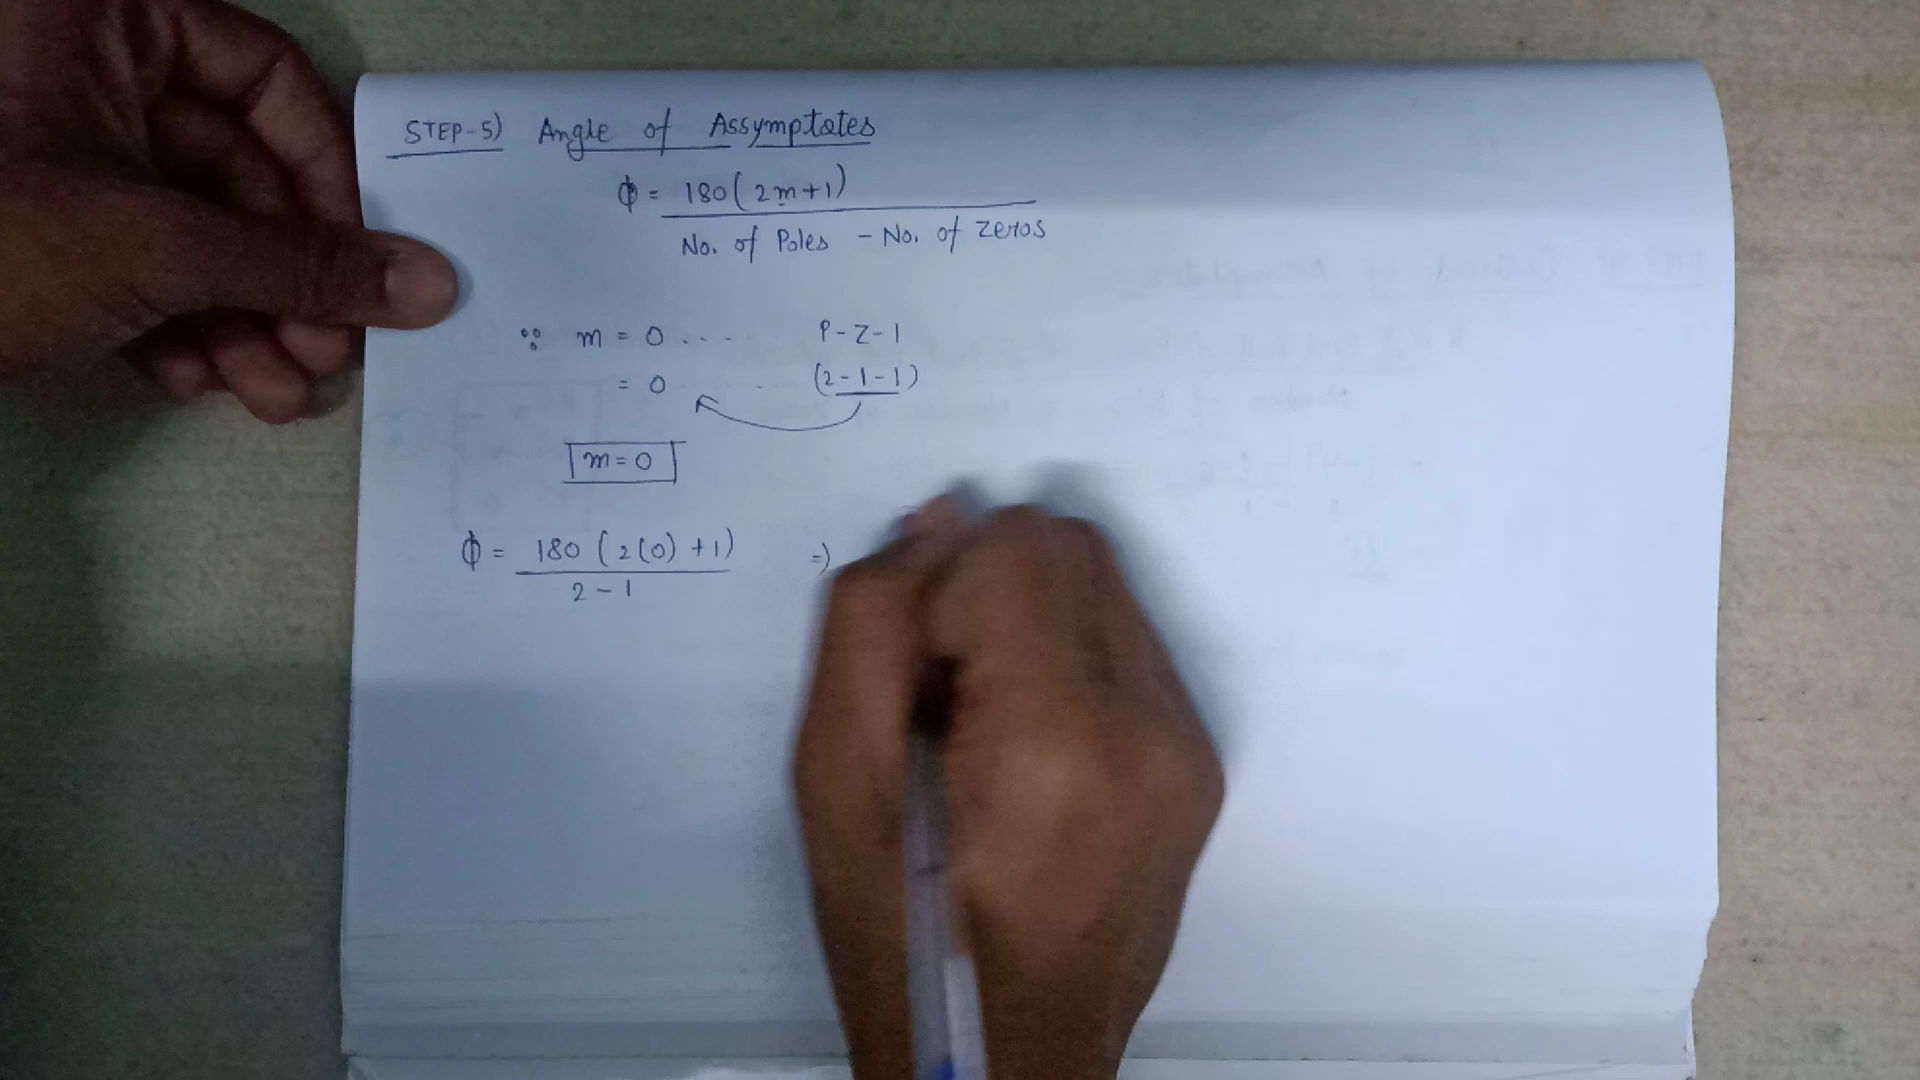 STEP-5) Angle of Assymptotes
ϕ = 180(2m+1)
No. of Poles - No. of zeros
∵ m = 0 ... P-Z-1
= 0 .... (2-1-1)
m=0
ϕ = 180 (2(0) +1) =>
2 - 1